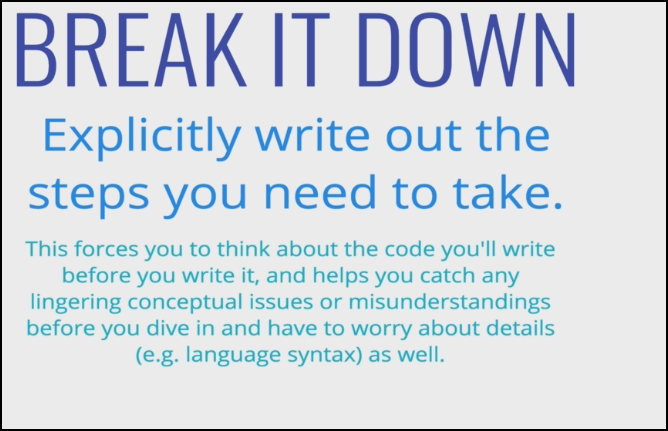 BREAK IT DOWN
Explicitly write out the
steps you need to take.
This forces you to think about the code you'll write
before you write it, and helps you catch any
lingering conceptual issues or misunderstandings
before you dive in and have to worry about details
(e.g. language syntax) as well.